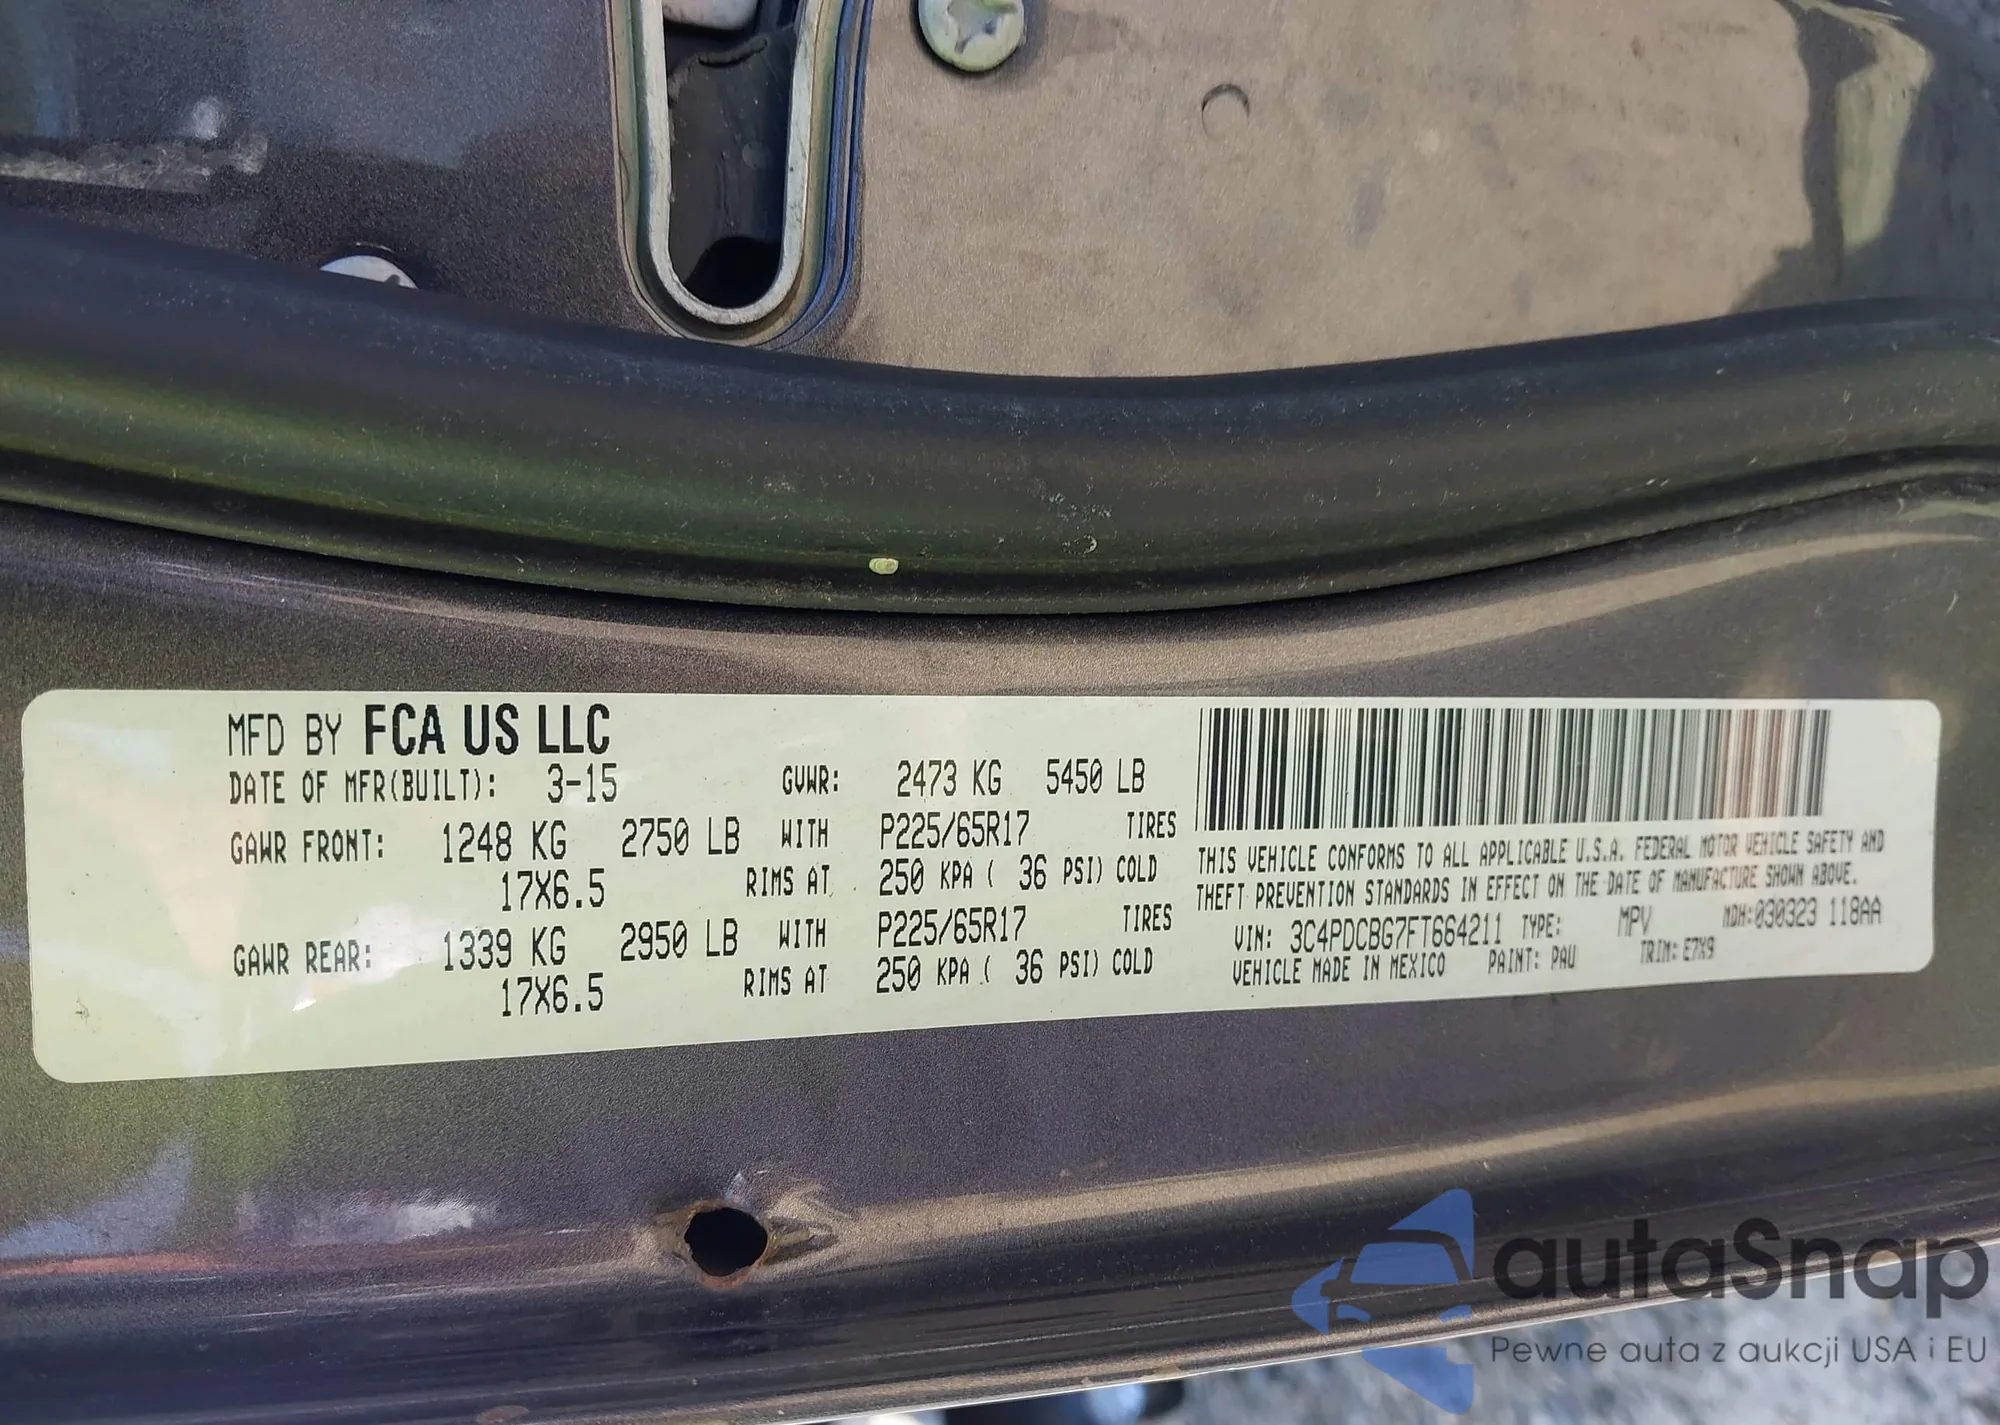 MFD BY FCA US LLC
DATE OF MFR(BUILT): 3-15 GVWR: 2473 KG 5450 LB
GAWR FRONT: 1248 KG 2750 LB WITH P225/65R17 TIRES
17X6.5 RIMS AT 250 KPA ( 36 PSI) COLD
GAWR REAR: 1339 KG 2950 LB WITH P225/65R17 TIRES
17X6.5 RIMS AT 250 KPA ( 36 PSI) COLD
THIS VEHICLE CONFORMS TO ALL APPLICABLE U.S.A. FEDERAL MOTOR VEHICLE SAFETY AND
THEFT PREVENTION STANDARDS IN EFFECT ON THE DATE OF MANUFACTURE SHOWN ABOVE.
VIN: 3C4PDCBG7FT664211 TYPE: MPV MDH:030323 118AA
VEHICLE MADE IN MEXICO PAINT: PAU TRIM: E7X9
autaSnap
Pewne auta z aukcji USA i EU